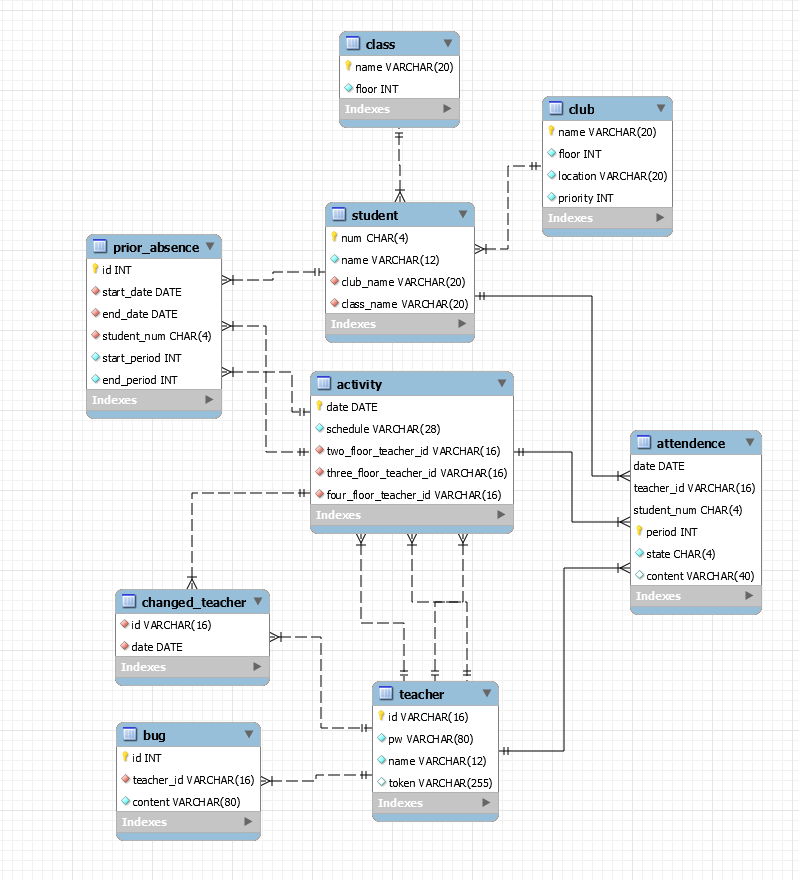 class
name VARCHAR(20)
floor INT
Indexes
club
name VARCHAR(20)
floor INT
location VARCHAR(20)
priority INT
Indexes
student
num CHAR(4)
name VARCHAR(12)
club_name VARCHAR(20)
class_name VARCHAR(20)
Indexes
prior_absence
id INT
start_date DATE
end_date DATE
student_num CHAR(4)
start_period INT
end_period INT
Indexes
activity
date DATE
schedule VARCHAR(28)
two_floor_teacher_id VARCHAR(16)
three_floor_teacher_id VARCHAR(16)
four_floor_teacher_id VARCHAR(16)
Indexes
attendence
date DATE
teacher_id VARCHAR(16)
student_num CHAR(4)
period INT
state CHAR(4)
content VARCHAR(40)
Indexes
changed_teacher
id VARCHAR(16)
date DATE
Indexes
teacher
id VARCHAR(16)
pw VARCHAR(80)
name VARCHAR(12)
token VARCHAR(255)
Indexes
bug
id INT
teacher_id VARCHAR(16)
content VARCHAR(80)
Indexes